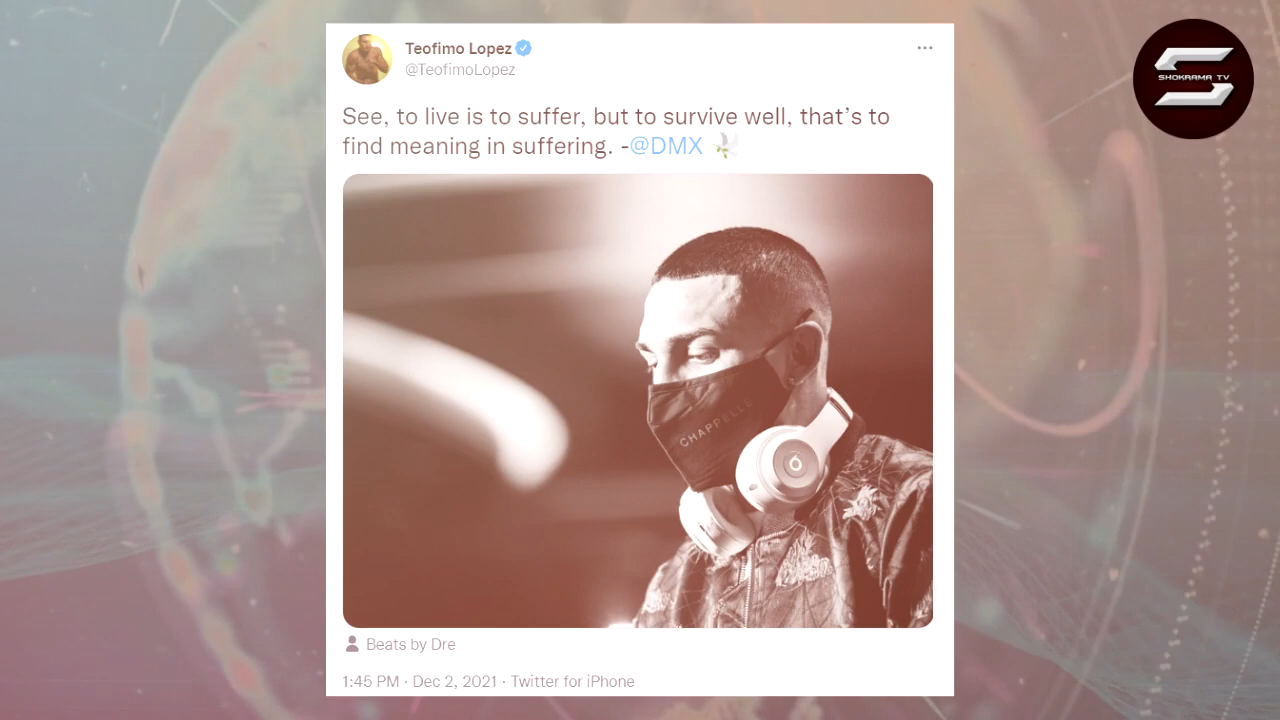 Teofimo Lopez
@TeofimoLopez
See, to live is to suffer, but to survive well, that’s to
find meaning in suffering. -@DMX 🕊
CHAPPELLE
Beats by Dre
1:45 PM · Dec 2, 2021 · Twitter for iPhone
SHOKRAMA TV